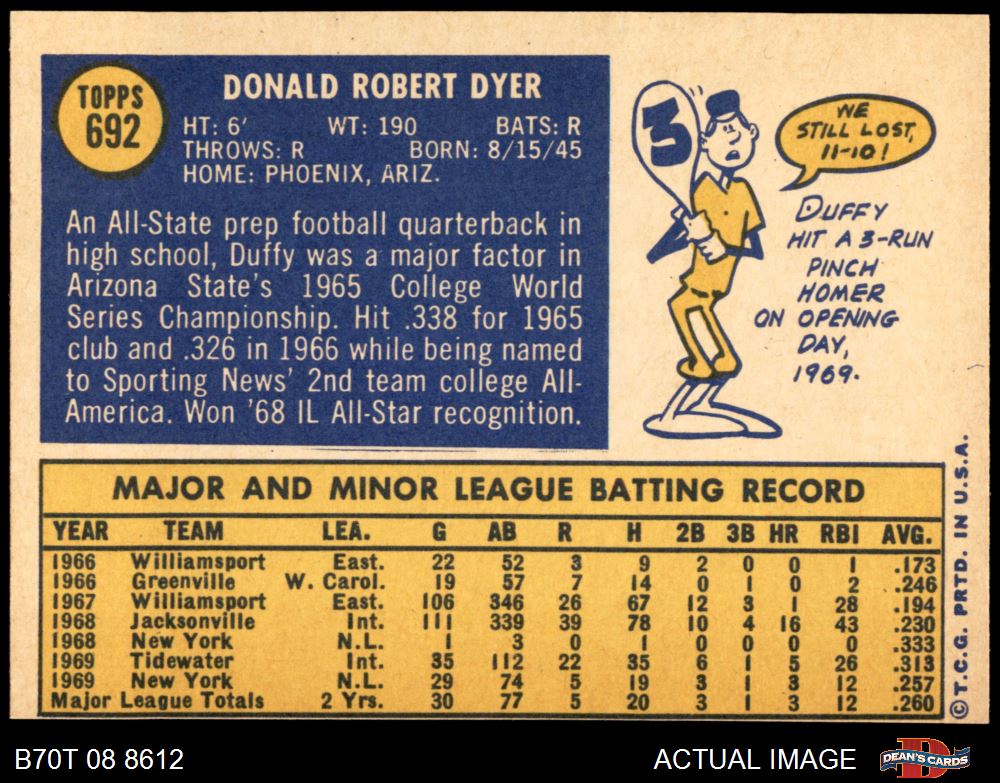 TOPPS
692
DONALD ROBERT DYER
HT: 6' WT: 190 BATS: R
THROWS: R BORN: 8/15/45
HOME: PHOENIX, ARIZ.
An All-State prep football quarterback in
high school, Duffy was a major factor in
Arizona State's 1965 College World
Series Championship. Hit .338 for 1965
club and .326 in 1966 while being named
to Sporting News' 2nd team college All-
America. Won '68 IL All-Star recognition.
3
WE
STILL LOST,
11-10!
DUFFY
HIT A 3-RUN
PINCH
HOMER
ON OPENING
DAY,
1969.
MAJOR AND MINOR LEAGUE BATTING RECORD
YEAR TEAM LEA. G AB R H 2B 3B HR RBI AVG.
1966 Williamsport East. 22 52 3 9 2 0 0 1 .173
1966 Greenville W. Carol. 19 57 7 14 0 1 0 2 .246
1967 Williamsport East. 106 346 26 67 12 3 1 28 .194
1968 Jacksonville Int. 111 339 39 78 10 4 16 43 .230
1968 New York N.L. 1 3 0 1 0 0 0 0 .333
1969 Tidewater Int. 35 112 22 35 6 1 5 26 .313
1969 New York N.L. 29 74 5 19 3 1 3 12 .257
Major League Totals 2 Yrs. 30 77 5 20 3 1 3 12 .260
©T.C.G. PRTD. IN U.S.A.
B70T 08 8612
ACTUAL IMAGE
DEAN'S CARDS